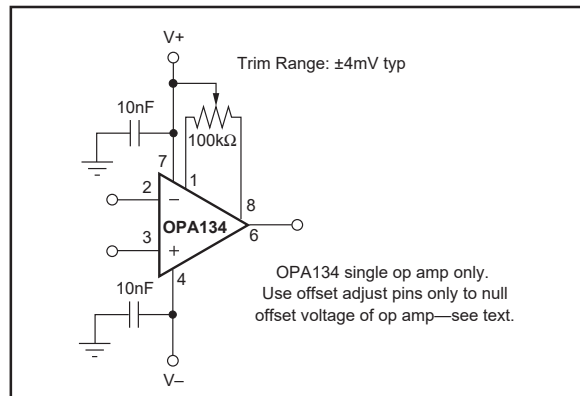 V+
Trim Range: ±4mV typ
10nF
100kΩ
7
1
2
–
8
OPA134
6
3
+
4
OPA134 single op amp only.
Use offset adjust pins only to null
offset voltage of op amp—see text.
10nF
V–